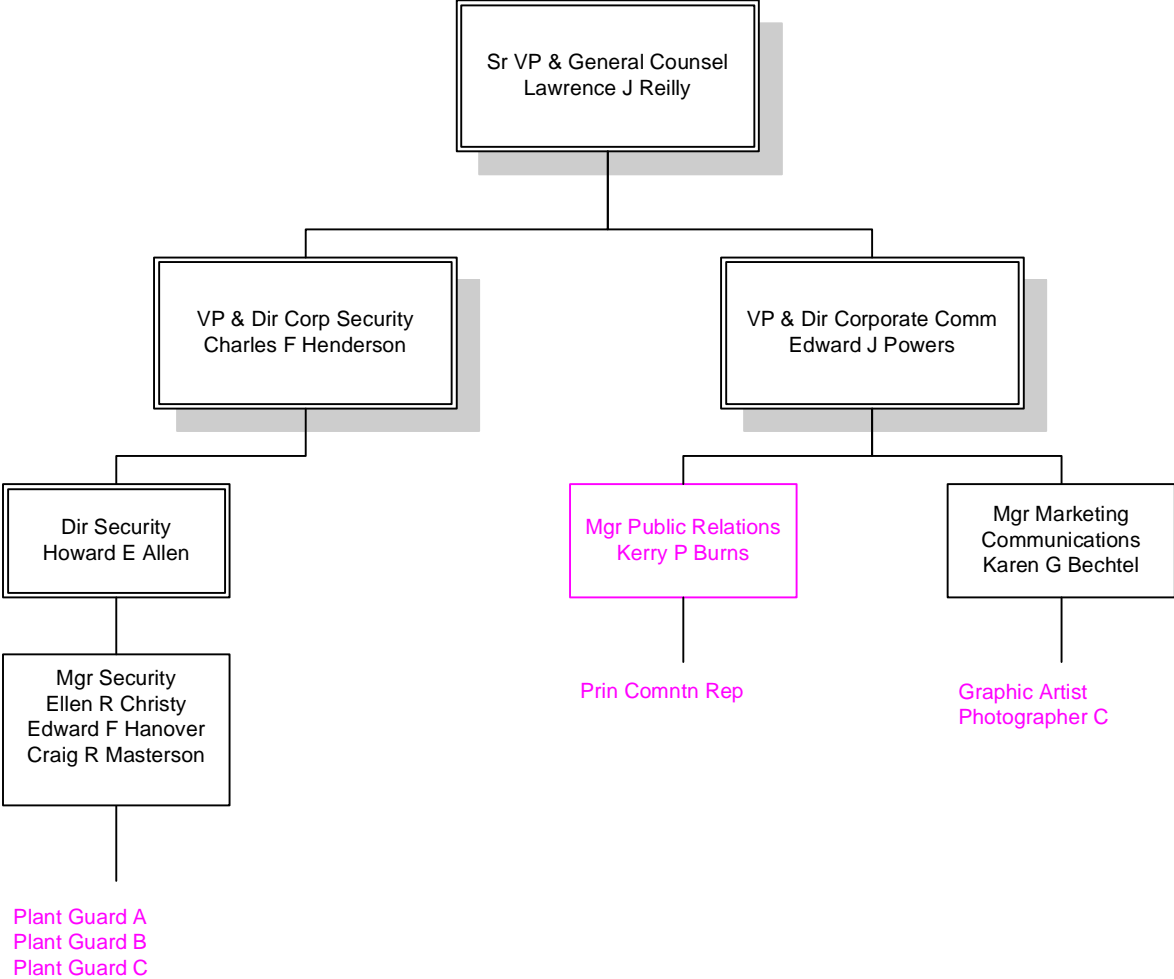 Sr VP & General Counsel
Lawrence J Reilly
VP & Dir Corp Security
Charles F Henderson
VP & Dir Corporate Comm
Edward J Powers
Dir Security
Howard E Allen
Mgr Public Relations
Kerry P Burns
Mgr Marketing
Communications
Karen G Bechtel
Mgr Security
Ellen R Christy
Edward F Hanover
Craig R Masterson
Prin Comntn Rep
Graphic Artist
Photographer C
Plant Guard A
Plant Guard B
Plant Guard C